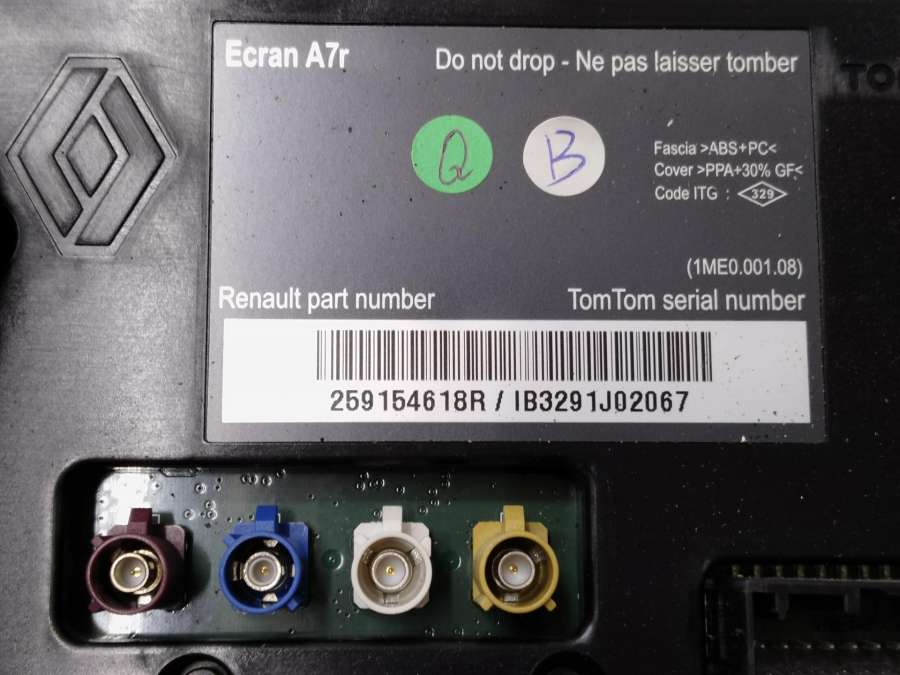 Ecran A7r
Do not drop - Ne pas laisser tomber
Q
B
Fascia >ABS+PC<
Cover >PPA+30% GF<
Code ITG : 329
(1ME0.001.08)
Renault part number
TomTom serial number
259154618R / IB3291J02067